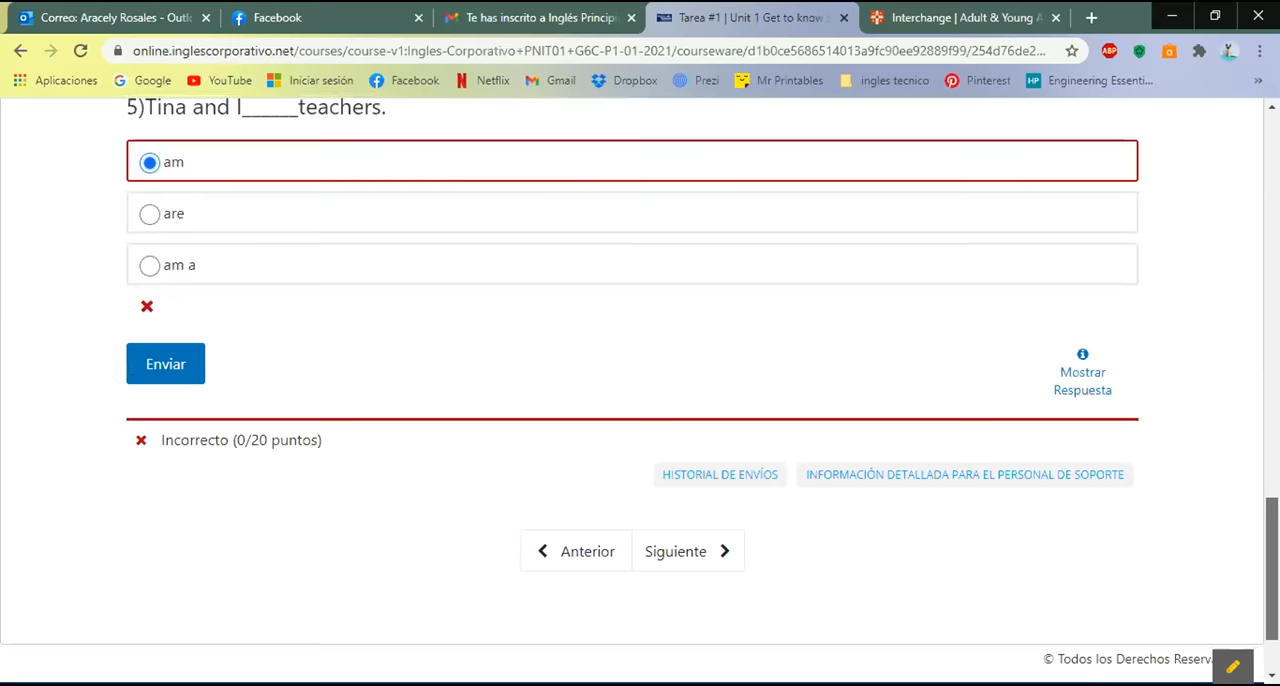 Correo: Aracely Rosales - Outlo
Facebook
Te has inscrito a Inglés Principi
Tarea #1 | Unit 1 Get to know
Interchange | Adult & Young A
online.inglescorporativo.net/courses/course-v1:Ingles-Corporativo+PNIT01+G6C-P1-01-2021/courseware/d1b0ce5686514013a9fc90ee92889f99/254d76de2...
ABP
Aplicaciones
Google
YouTube
Iniciar sesión
Facebook
Netflix
Gmail
Dropbox
Prezi
Mr Printables
ingles tecnico
Pinterest
HP
Engineering Essenti...
»
5)Tina and I______teachers.
am
are
am a
Enviar
Mostrar
Respuesta
Incorrecto (0/20 puntos)
HISTORIAL DE ENVÍOS
INFORMACIÓN DETALLADA PARA EL PERSONAL DE SOPORTE
Anterior
Siguiente
© Todos los Derechos Reserv